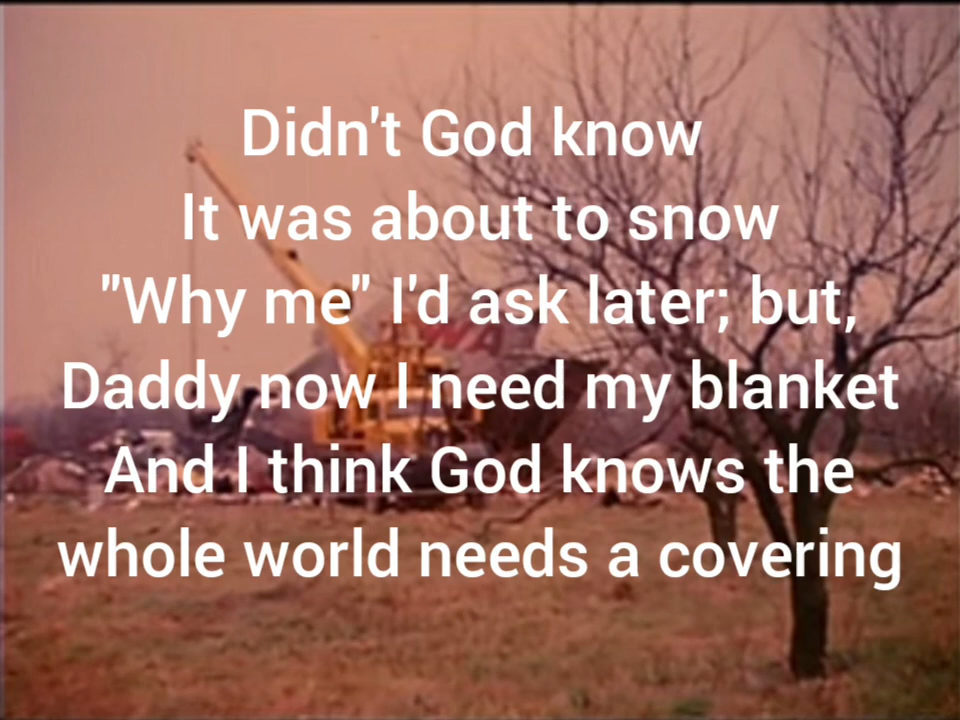 Didn't God know
It was about to snow
"Why me" I'd ask later; but,
Daddy now I need my blanket
And I think God knows the
whole world needs a covering